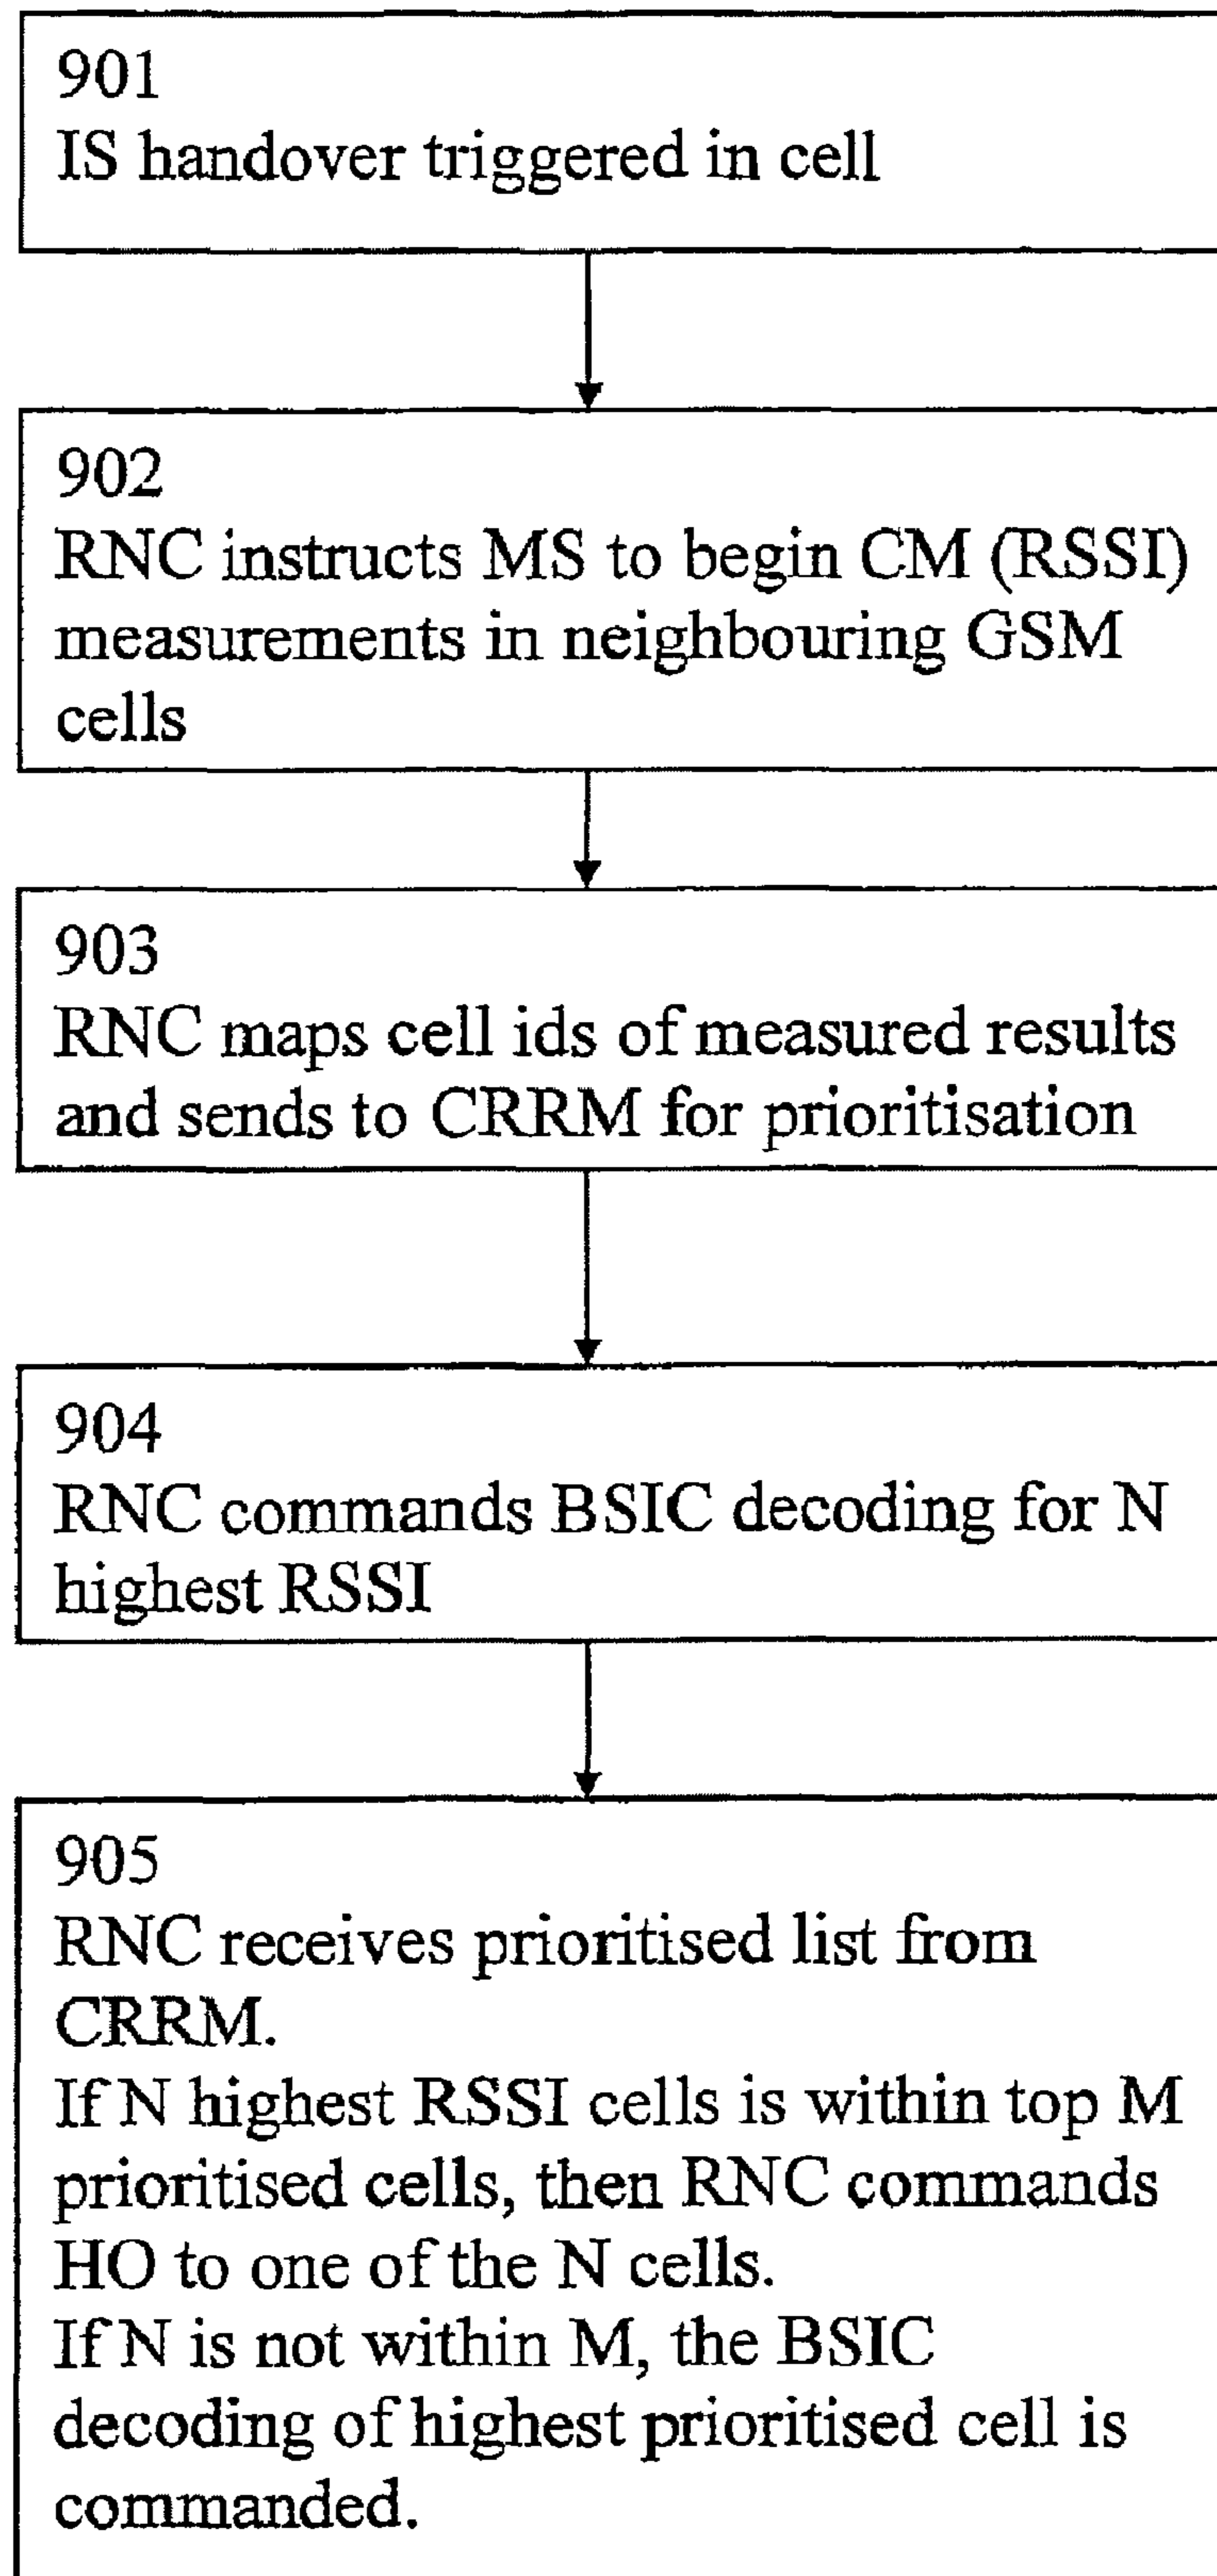 901
IS handover triggered in cell
902
RNC instructs MS to begin CM (RSSI)
measurements in neighbouring GSM
cells
903
RNC maps cell ids of measured results
and sends to CRRM for prioritisation
904
RNC commands BSIC decoding for N
highest RSSI
905
RNC receives prioritised list from
CRRM.
If N highest RSSI cells is within top M
prioritised cells, then RNC commands
HO to one of the N cells.
If N is not within M, the BSIC
decoding of highest prioritised cell is
commanded.